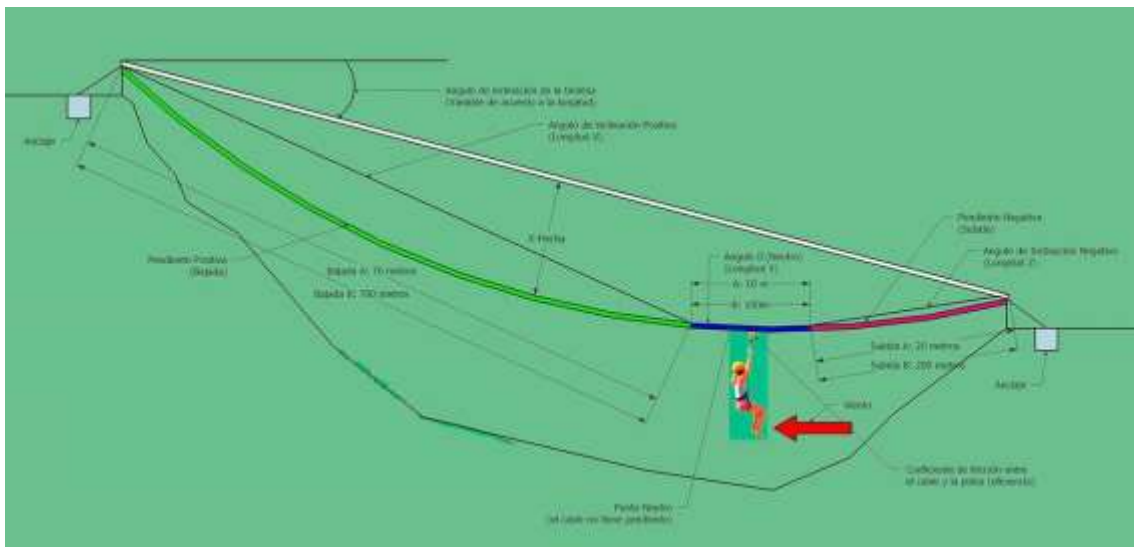 Angulo de Inclinación de la tirolesa
(Variable de acuerdo a la longitud)
Angulo de Inclinación Positiva
(Longitud X)
Anclaje
X-Flecha
Pendiente Negativa
(Subida)
Angulo de Inclinación Negativo
(Longitud Z)
Pendiente Positiva
(Bajada)
Bajada A: 70 metros
Bajada B: 700 metros
Angulo 0 (Neutro)
A: 10 m
B: 100m
Subida A: 20 metros
Subida B: 200 metros
Anclaje
Viento
Coeficiente de fricción entre
el cable y la polea (eficiencia)
Punto Neutro
(el cable no tiene pendiente)